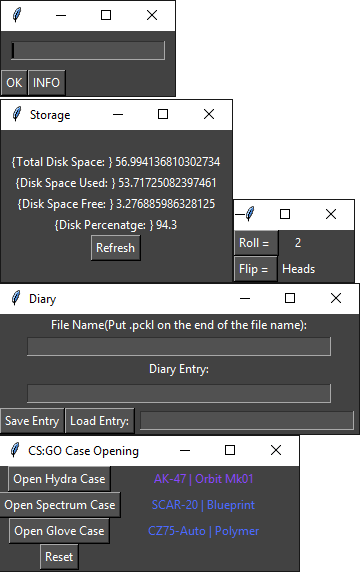 OK INFO
Storage
{Total Disk Space: } 56.994136810302734
{Disk Space Used: } 53.71725082397461
{Disk Space Free: } 3.276885986328125
{Disk Percenatge: } 94.3
Refresh
Roll = 2
Flip = Heads
Diary
File Name(Put .pckl on the end of the file name):
Diary Entry:
Save Entry Load Entry:
CS:GO Case Opening
Open Hydra Case AK-47 | Orbit Mk01
Open Spectrum Case SCAR-20 | Blueprint
Open Glove Case CZ75-Auto | Polymer
Reset